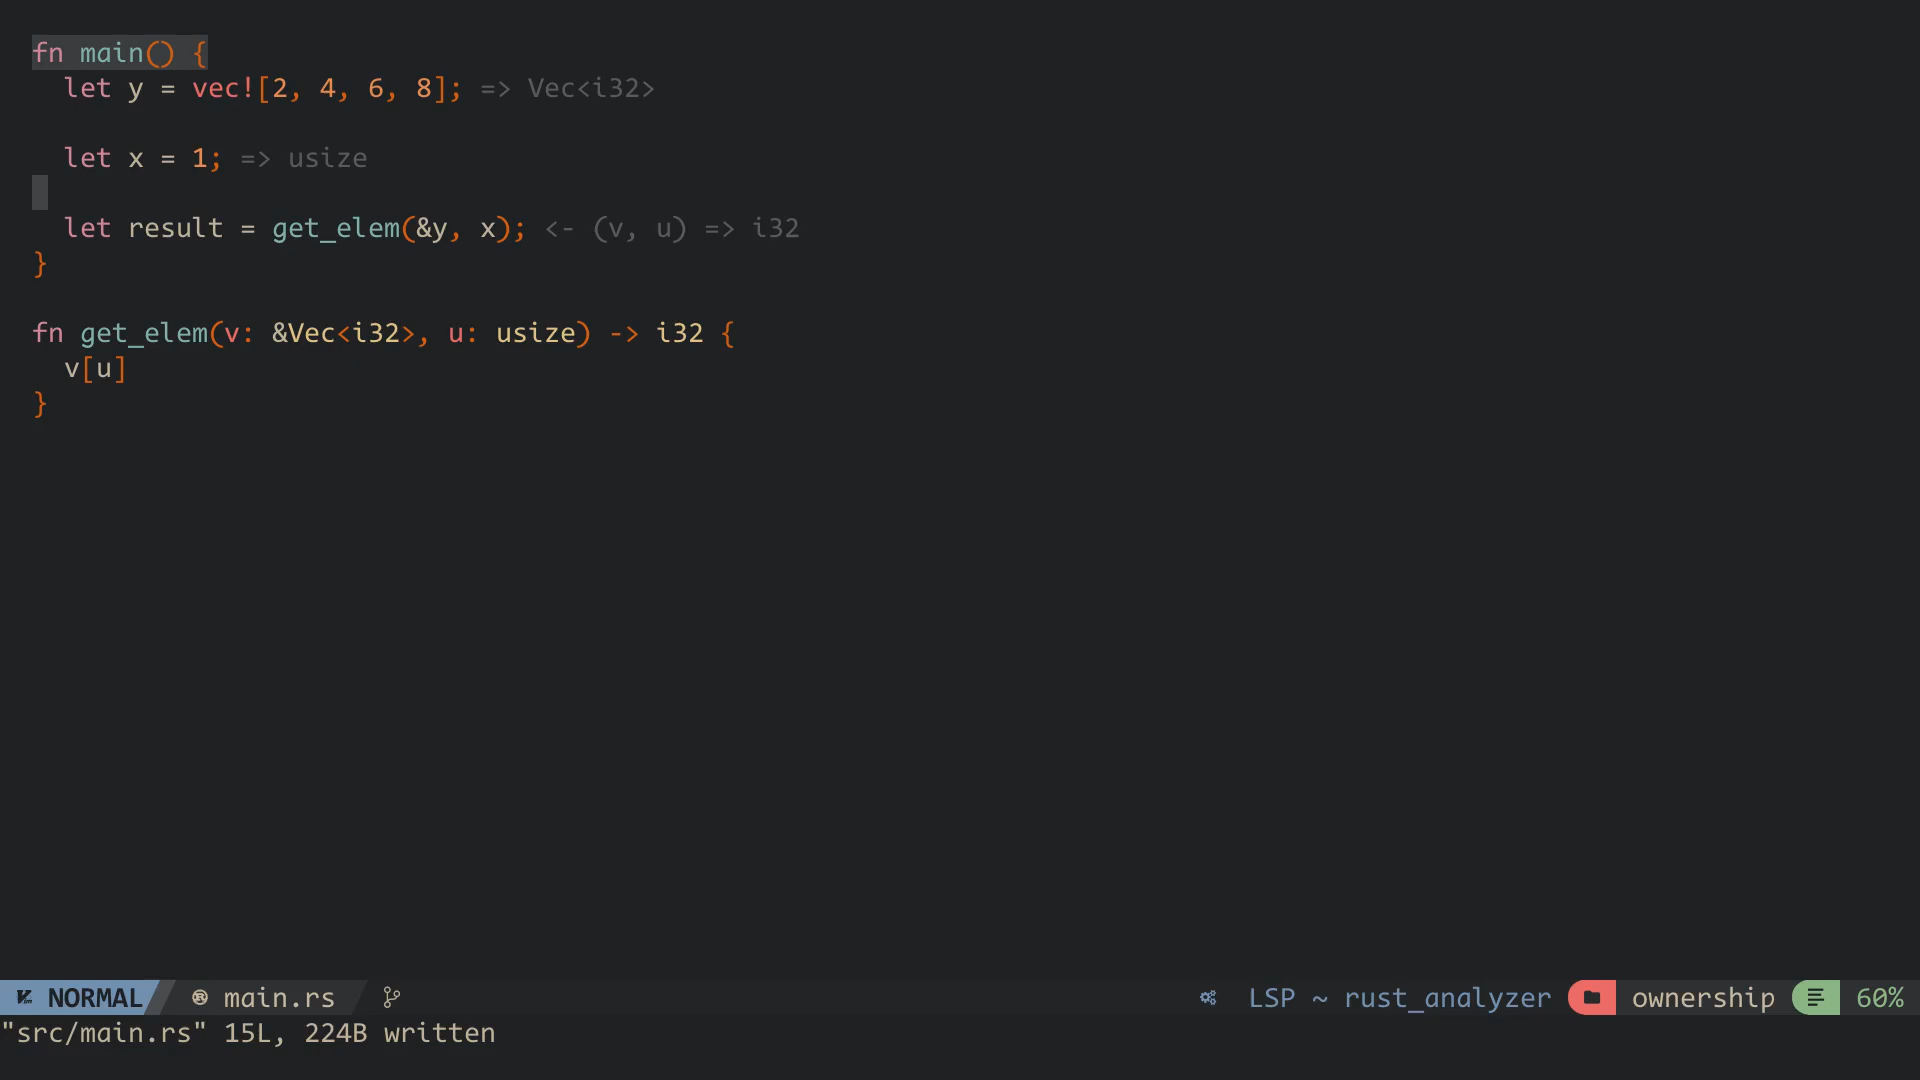 fn main() {
  let y = vec![2, 4, 6, 8]; => Vec<i32>
  let x = 1; => usize
  let result = get_elem(&y, x); <- (v, u) => i32
}
fn get_elem(v: &Vec<i32>, u: usize) -> i32 {
  v[u]
}
NORMAL main.rs LSP ~ rust_analyzer ownership 60%
"src/main.rs" 15L, 224B written